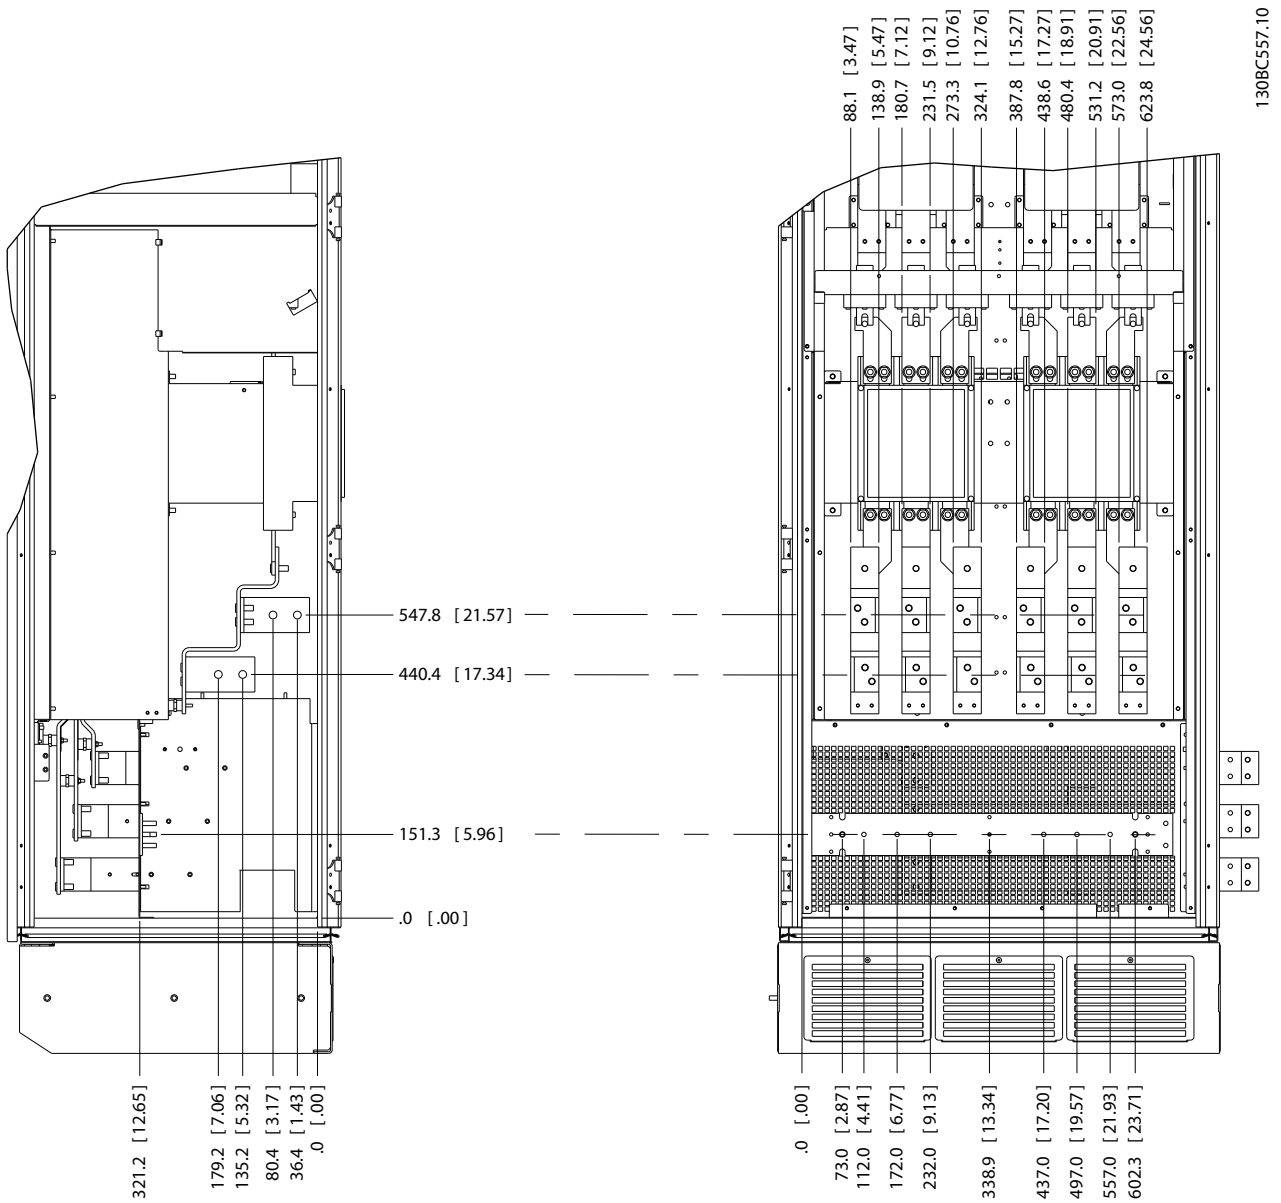 88.1 [ 3.47]
138.9 [ 5.47]
180.7 [ 7.12]
231.5 [ 9.12]
273.3 [ 10.76]
324.1 [ 12.76]
387.8 [ 15.27]
438.6 [ 17.27]
480.4 [ 18.91]
531.2 [ 20.91]
573.0 [ 22.56]
623.8 [ 24.56]
130BC557.10
547.8 [ 21.57]
440.4 [ 17.34]
151.3 [ 5.96]
.0 [ .00]
321.2 [ 12.65]
179.2 [ 7.06]
135.2 [ 5.32]
80.4 [ 3.17]
36.4 [ 1.43]
.0 [ .00]
.0 [ .00]
73.0 [ 2.87]
112.0 [ 4.41]
172.0 [ 6.77]
232.0 [ 9.13]
338.9 [ 13.34]
437.0 [ 17.20]
497.0 [ 19.57]
557.0 [ 21.93]
602.3 [ 23.71]